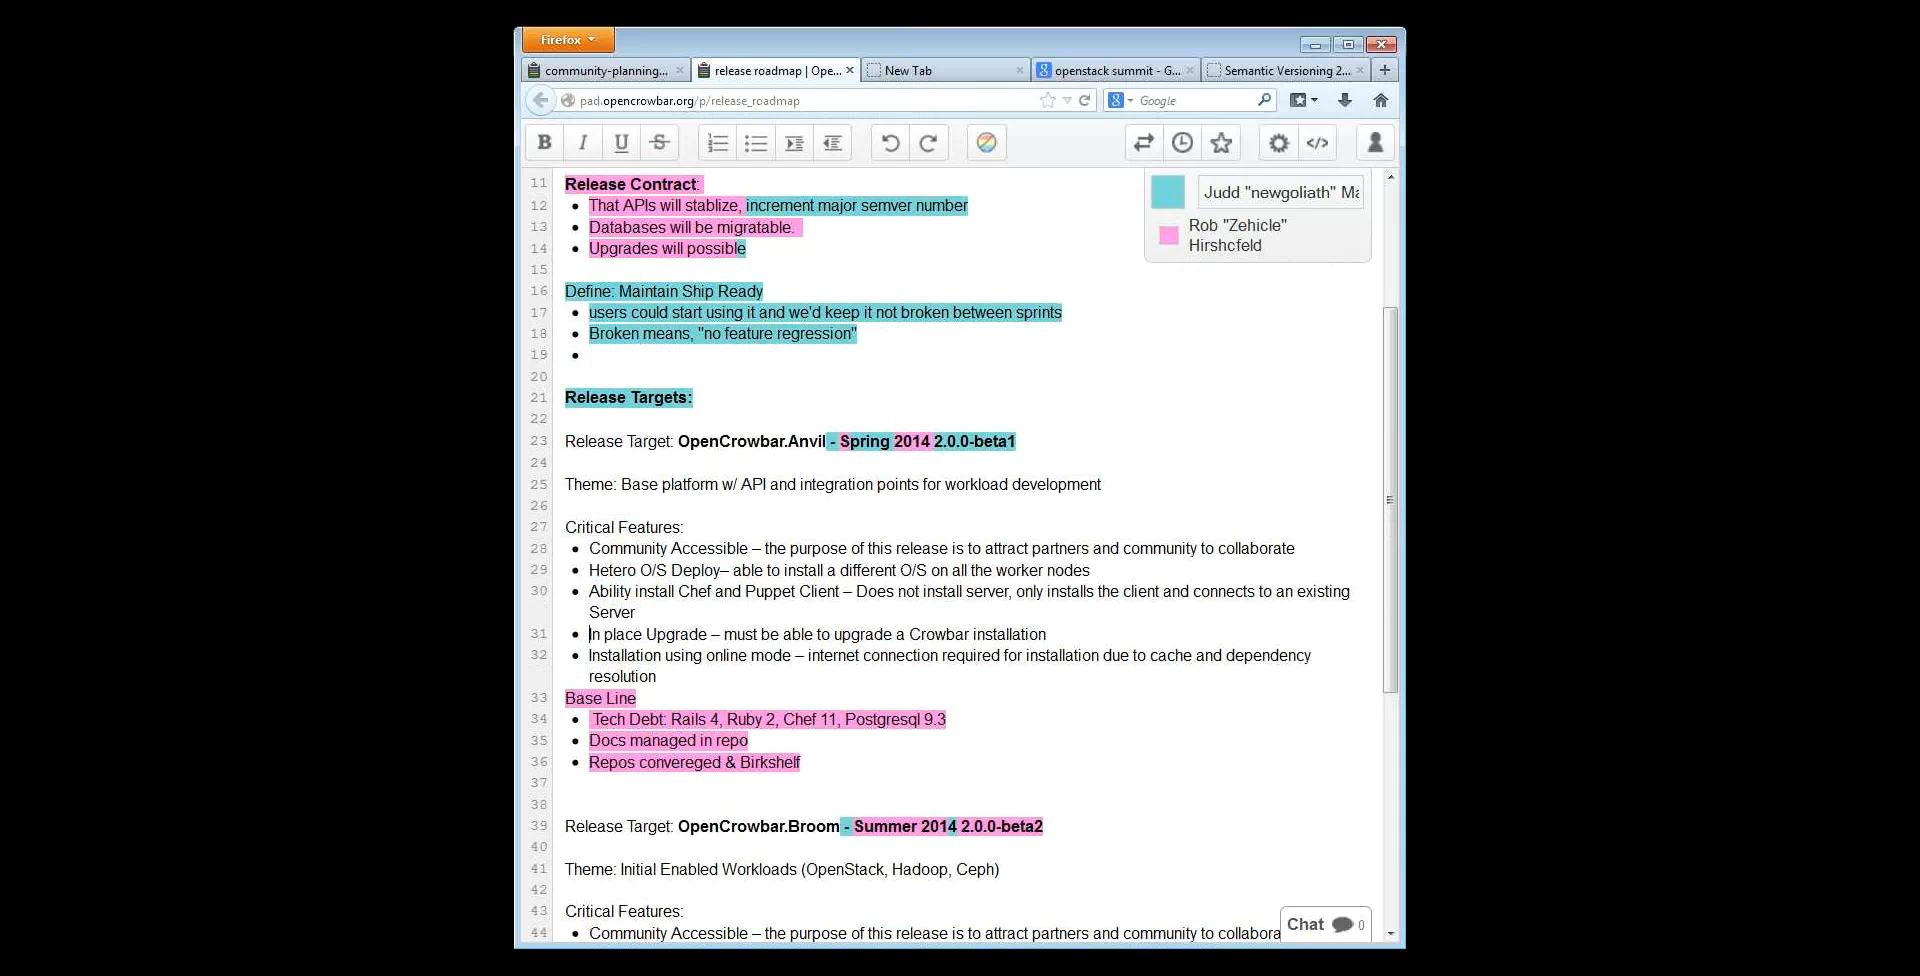 Firefox
community-planning...
release roadmap | Ope...
New Tab
openstack summit - G...
Semantic Versioning 2...
pad.opencrowbar.org/p/release_roadmap
Google
B I U S
Judd "newgoliath" Ma
Rob "Zehicle"
Hirshcfeld
11 Release Contract:
12 • That APIs will stablize, increment major semver number
13 • Databases will be migratable.
14 • Upgrades will possible
15
16 Define: Maintain Ship Ready
17 • users could start using it and we'd keep it not broken between sprints
18 • Broken means, "no feature regression"
19 •
20
21 Release Targets:
22
23 Release Target: OpenCrowbar.Anvil - Spring 2014 2.0.0-beta1
24
25 Theme: Base platform w/ API and integration points for workload development
26
27 Critical Features:
28 • Community Accessible – the purpose of this release is to attract partners and community to collaborate
29 • Hetero O/S Deploy– able to install a different O/S on all the worker nodes
30 • Ability install Chef and Puppet Client – Does not install server, only installs the client and connects to an existing
Server
31 • In place Upgrade – must be able to upgrade a Crowbar installation
32 • Installation using online mode – internet connection required for installation due to cache and dependency
resolution
33 Base Line
34 • Tech Debt: Rails 4, Ruby 2, Chef 11, Postgresql 9.3
35 • Docs managed in repo
36 • Repos convereged & Birkshelf
37
38
39 Release Target: OpenCrowbar.Broom - Summer 2014 2.0.0-beta2
40
41 Theme: Initial Enabled Workloads (OpenStack, Hadoop, Ceph)
42
43 Critical Features:
44 • Community Accessible – the purpose of this release is to attract partners and community to collabora
Chat 0